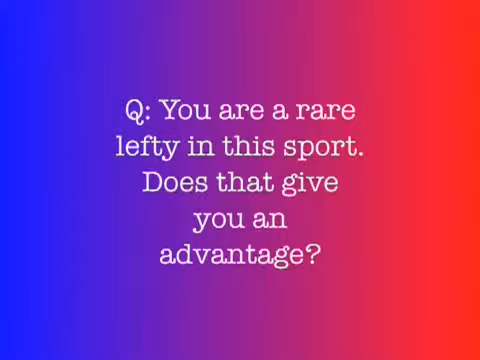 Q: You are a rare
lefty in this sport.
Does that give
you an
advantage?